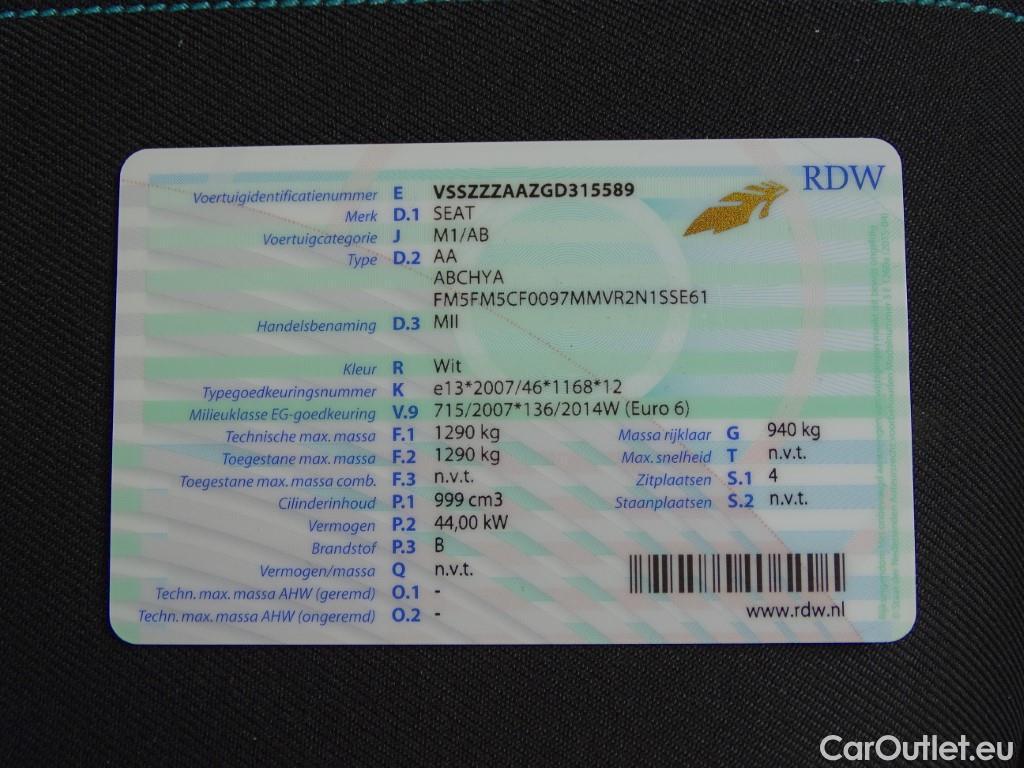 RDW
Voertuigidentificatienummer E VSSZZZAAZGD315589
Merk D.1 SEAT
Voertuigcategorie J M1/AB
Type D.2 AA
ABCHYA
FM5FM5CF0097MMVR2N1SSE61
Handelsbenaming D.3 MII
Kleur R Wit
Typegoedkeuringsnummer K e13*2007/46*1168*12
Milieuklasse EG-goedkeuring V.9 715/2007*136/2014W (Euro 6)
Technische max. massa F.1 1290 kg Massa rijklaar G 940 kg
Toegestane max. massa F.2 1290 kg Max. snelheid T n.v.t.
Toegestane max. massa comb. F.3 n.v.t. Zitplaatsen S.1 4
Cilinderinhoud P.1 999 cm3 Staanplaatsen S.2 n.v.t.
Vermogen P.2 44,00 kW
Brandstof P.3 B
Vermogen/massa Q n.v.t.
Techn. max. massa AHW (geremd) O.1 -
Techn. max. massa AHW (ongeremd) O.2 -
www.rdw.nl
CarOutlet.eu